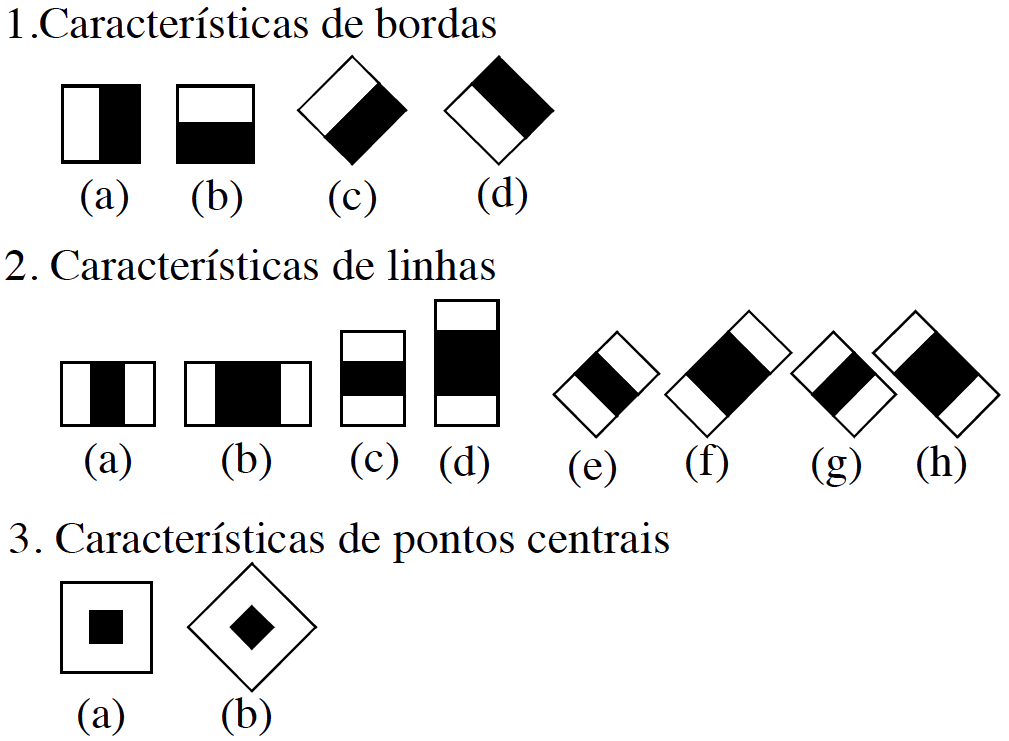 1.Características de bordas
(a) (b) (c) (d)
2. Características de linhas
(a) (b) (c) (d) (e) (f) (g) (h)
3. Características de pontos centrais
(a) (b)